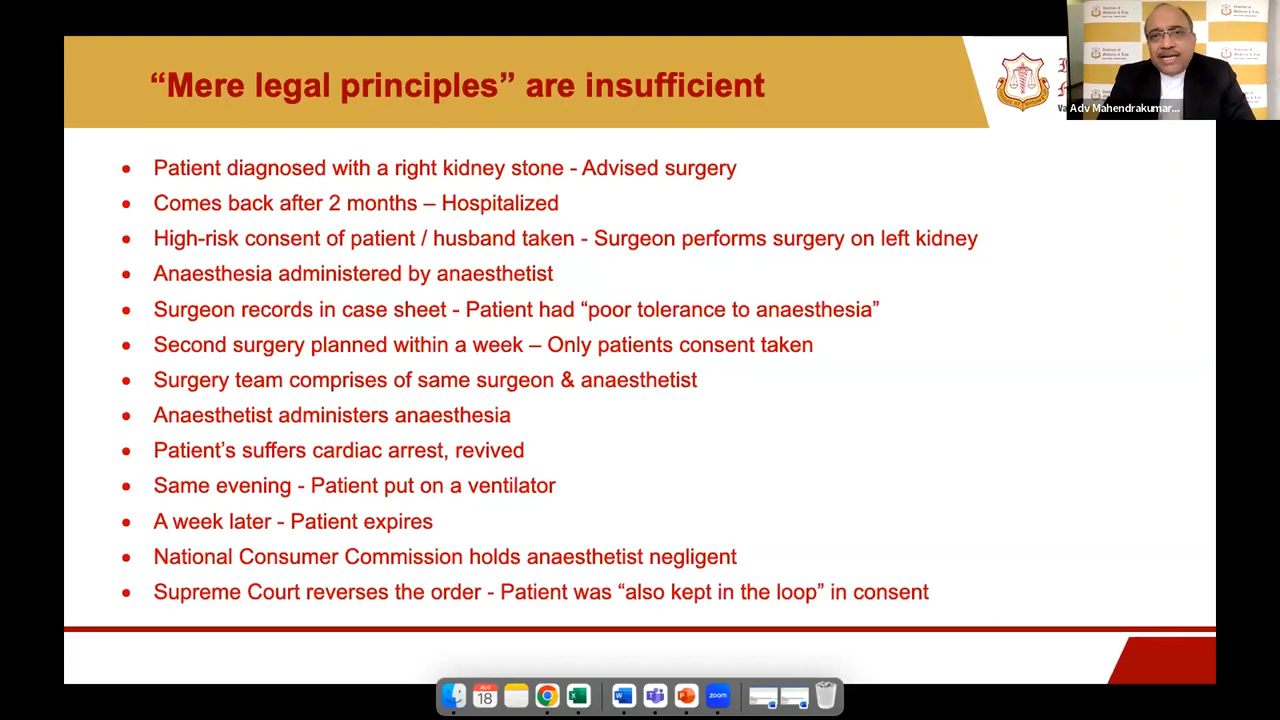 “Mere legal principles” are insufficient
Adv Mahendrakumar...
• Patient diagnosed with a right kidney stone - Advised surgery
• Comes back after 2 months – Hospitalized
• High-risk consent of patient / husband taken - Surgeon performs surgery on left kidney
• Anaesthesia administered by anaesthetist
• Surgeon records in case sheet - Patient had “poor tolerance to anaesthesia”
• Second surgery planned within a week – Only patients consent taken
• Surgery team comprises of same surgeon & anaesthetist
• Anaesthetist administers anaesthesia
• Patient’s suffers cardiac arrest, revived
• Same evening - Patient put on a ventilator
• A week later - Patient expires
• National Consumer Commission holds anaesthetist negligent
• Supreme Court reverses the order - Patient was “also kept in the loop” in consent
18
zoom